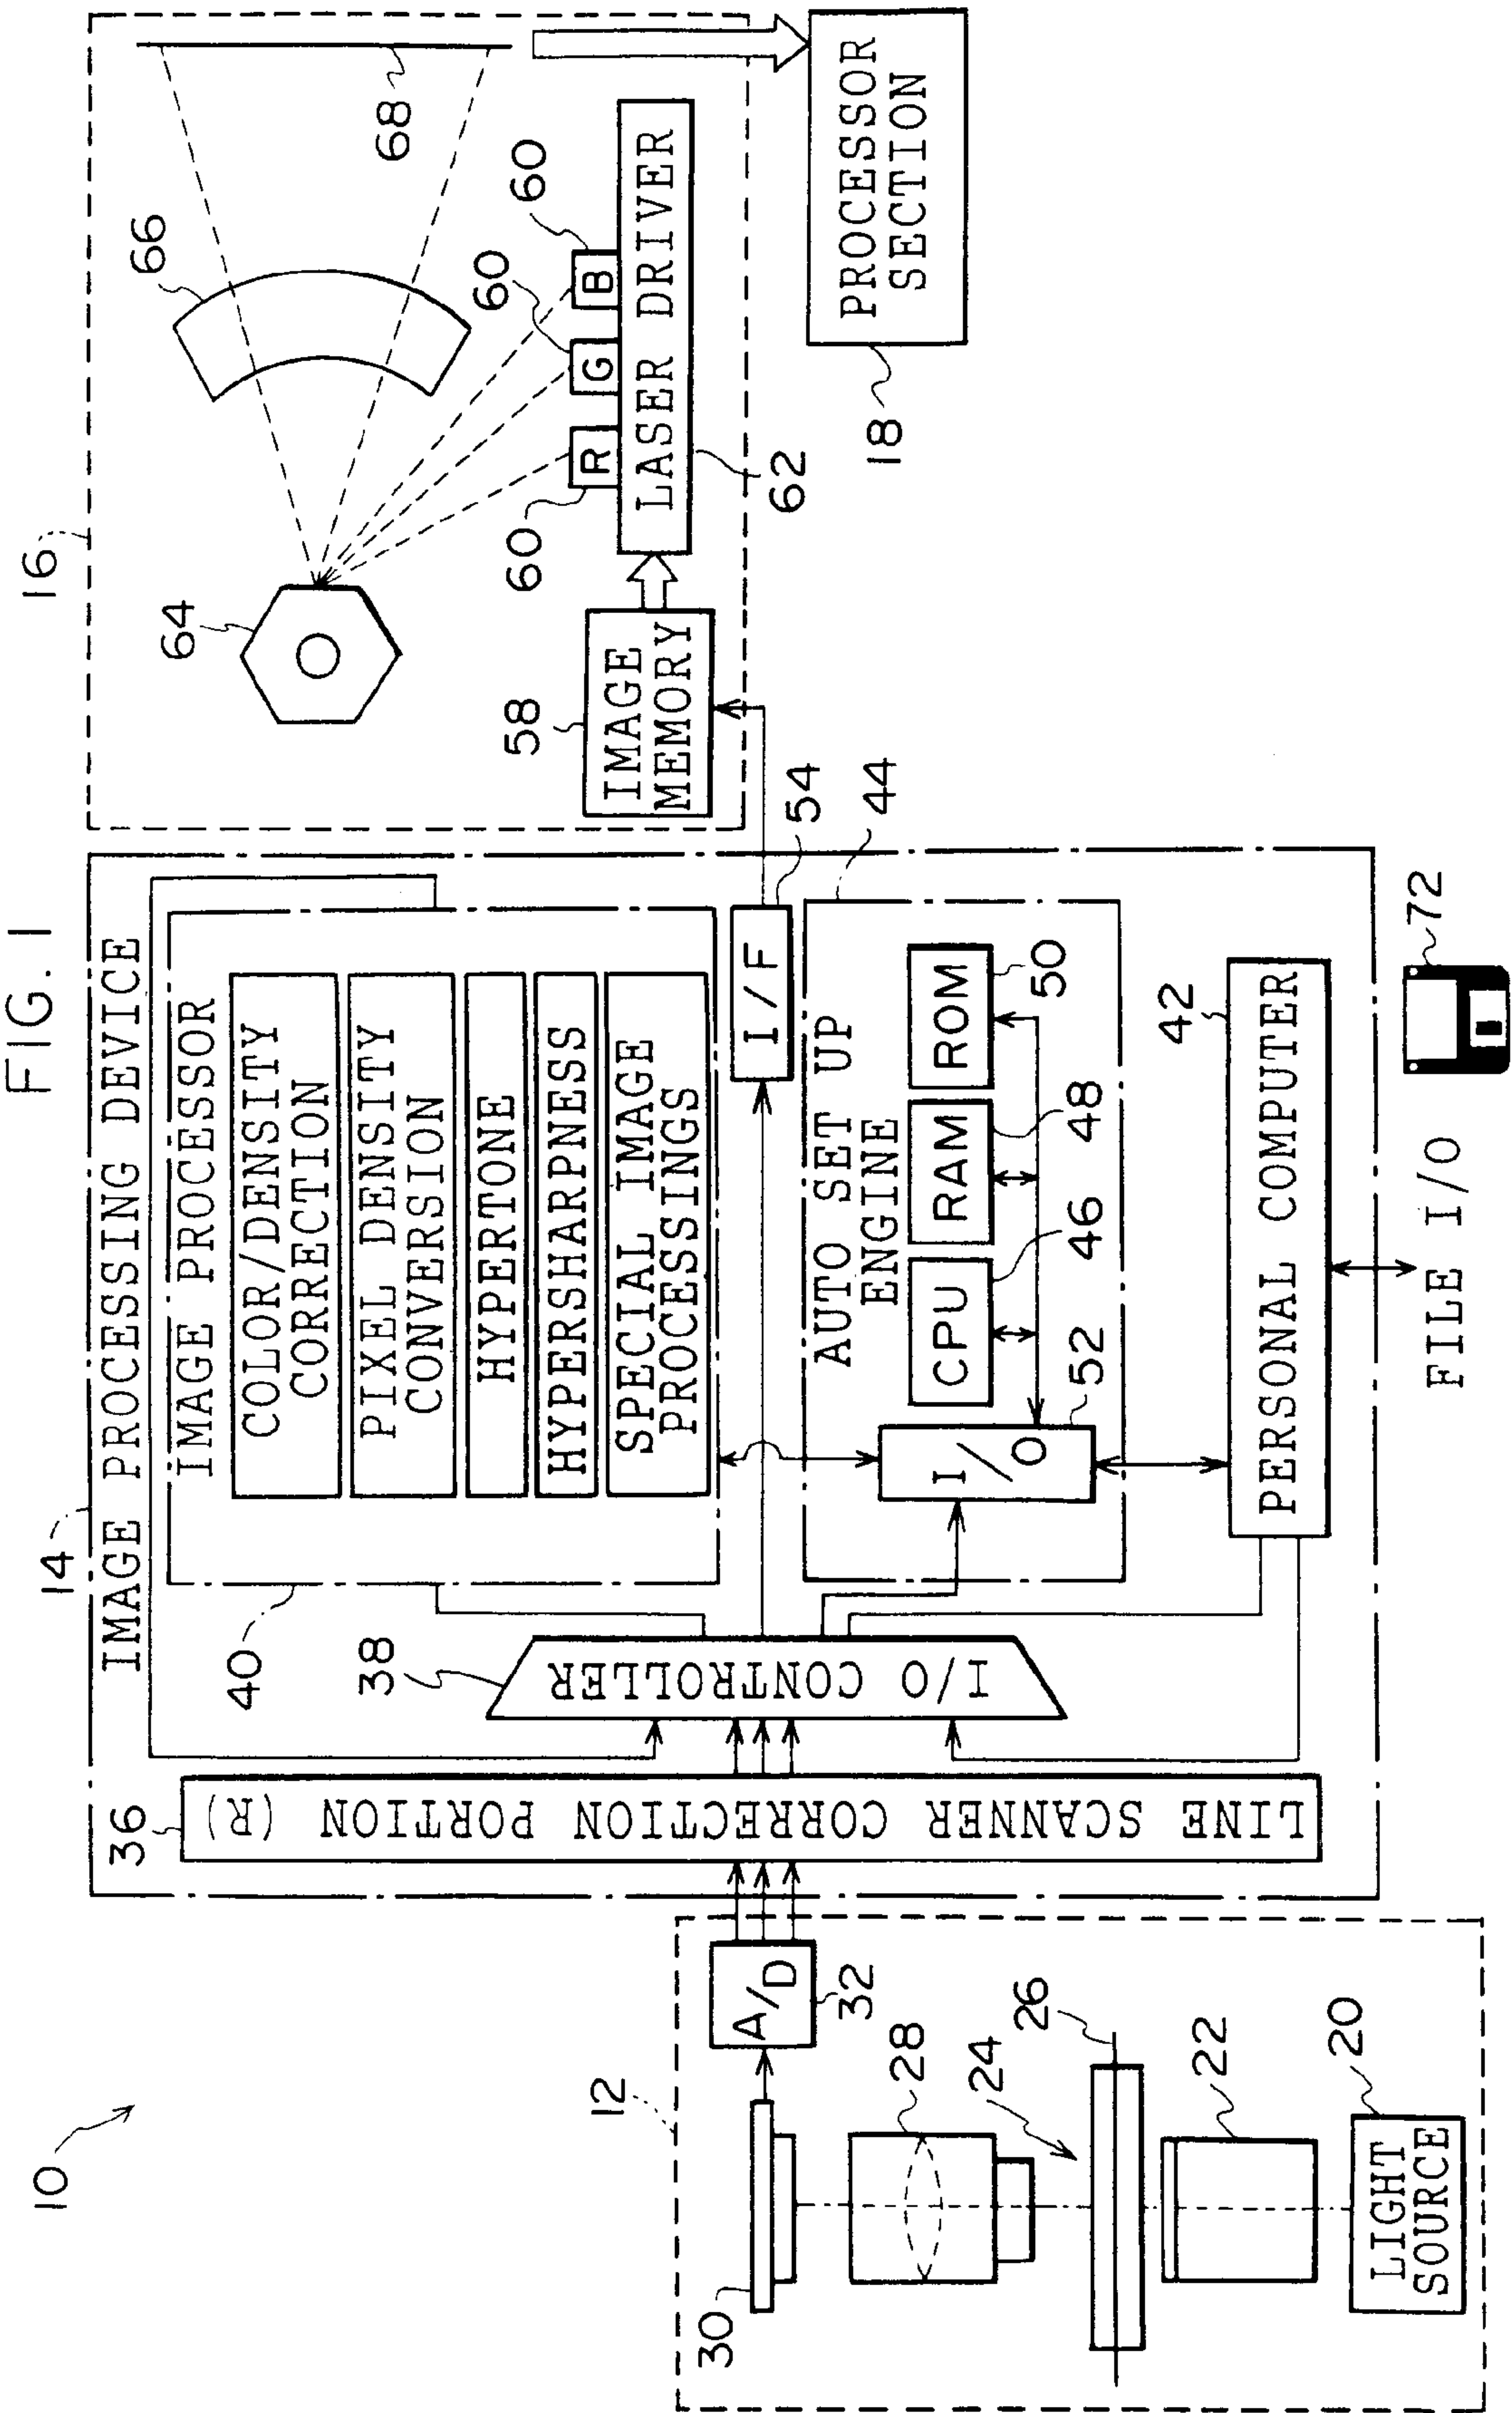 FIG. 1
10
14
IMAGE PROCESSING DEVICE
IMAGE PROCESSOR
COLOR/DENSITY
CORRECTION
PIXEL DENSITY
CONVERSION
HYPERTONE
HYPERSHARPNESS
SPECIAL IMAGE
PROCESSINGS
40
38
I/O CONTROLLER
36
LINE SCANNER CORRECTION PORTION (R)
I/F
54
44
AUTO SET UP
ENGINE
CPU
46
RAM
48
ROM
50
I/O
52
42
PERSONAL COMPUTER
FILE I/O
72
12
30
A/D
32
28
24
26
22
20
LIGHT
SOURCE
16
64
66
68
58
IMAGE
MEMORY
60
R
60
G
60
B
LASER DRIVER
62
18
PROCESSOR
SECTION